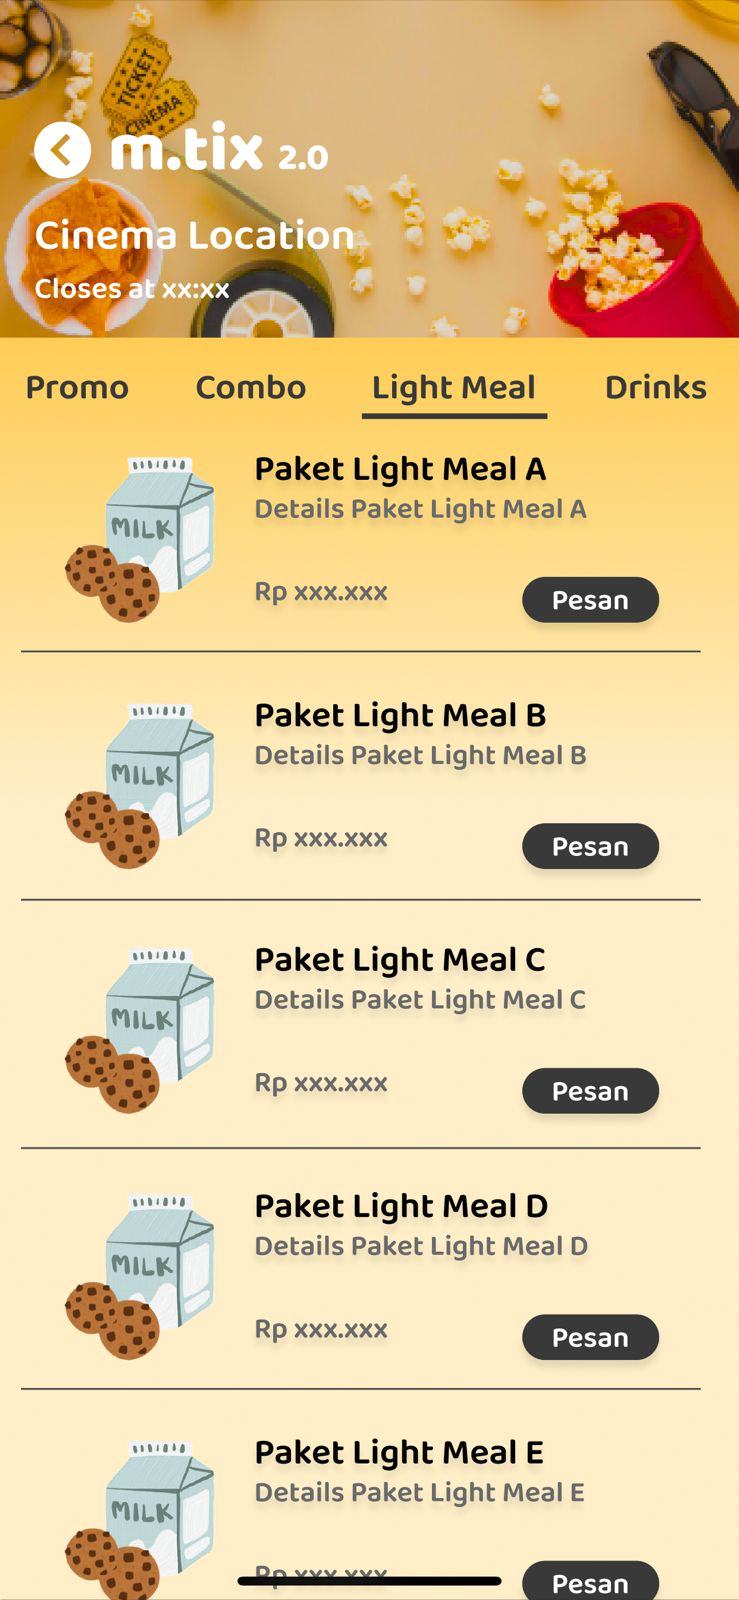 TICKET
CINEMA
m.tix 2.0
Cinema Location
Closes at xx:xx
Promo Combo Light Meal Drinks
Paket Light Meal A
Details Paket Light Meal A
MILK
Rp xxx.xxx
Pesan
Paket Light Meal B
Details Paket Light Meal B
MILK
Rp xxx.xxx
Pesan
Paket Light Meal C
Details Paket Light Meal C
MILK
Rp xxx.xxx
Pesan
Paket Light Meal D
Details Paket Light Meal D
MILK
Rp xxx.xxx
Pesan
Paket Light Meal E
Details Paket Light Meal E
MILK
Rp xxx.xxx
Pesan